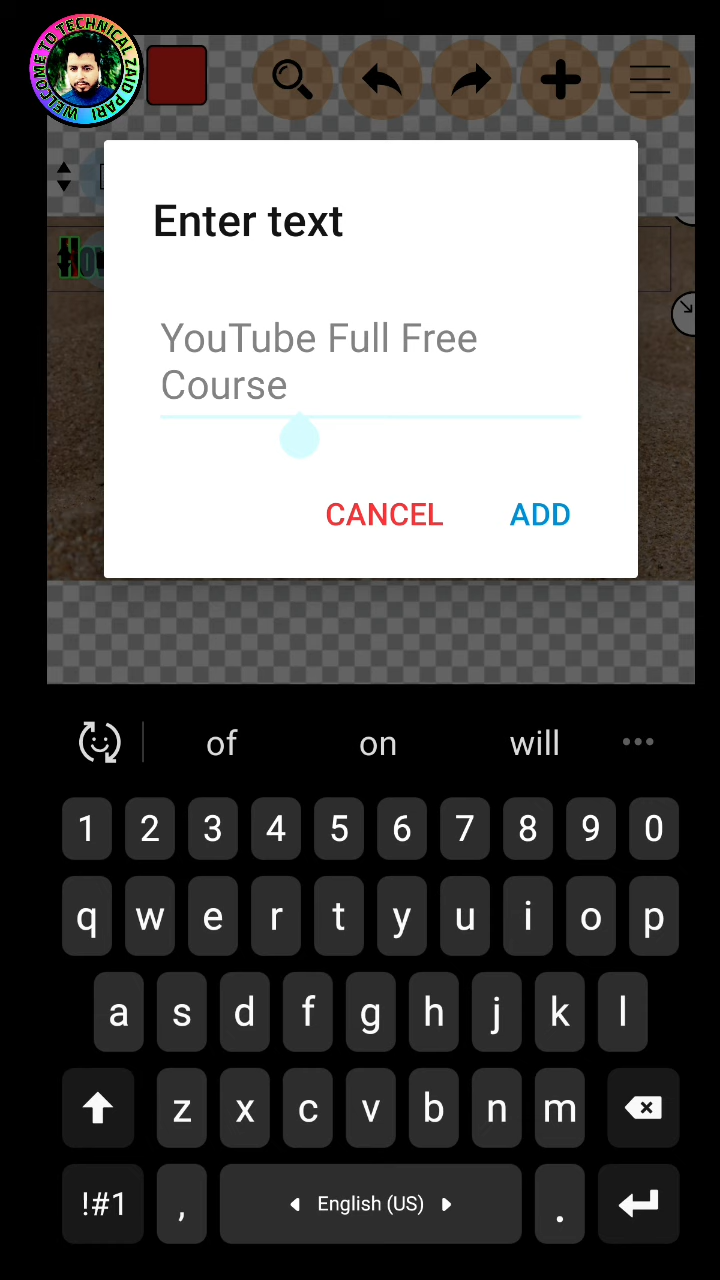 WELCOME TO TECHNICAL ZAID PARI
Enter text
How
YouTube Full Free
Course
CANCEL ADD
of on will
1 2 3 4 5 6 7 8 9 0
q w e r t y u i o p
a s d f g h j k l
z x c v b n m
!#1 , English (US) .